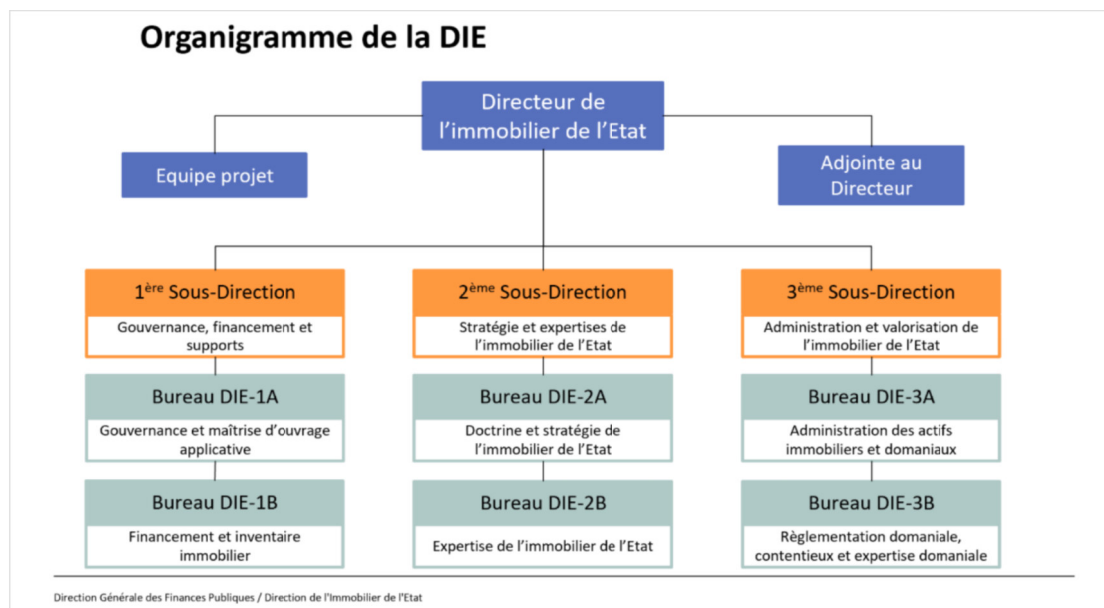 Organigramme de la DIE
Directeur de
l'immobilier de l'Etat
Equipe projet
Adjointe au
Directeur
1ère Sous-Direction
Gouvernance, financement et
supports
2ème Sous-Direction
Stratégie et expertises de
l'immobilier de l'Etat
3ème Sous-Direction
Administration et valorisation de
l'immobilier de l'Etat
Bureau DIE-1A
Gouvernance et maîtrise d'ouvrage
applicative
Bureau DIE-2A
Doctrine et stratégie de
l'immobilier de l'Etat
Bureau DIE-3A
Administration des actifs
immobiliers et domaniaux
Bureau DIE-1B
Financement et inventaire
immobilier
Bureau DIE-2B
Expertise de l'immobilier de l'Etat
Bureau DIE-3B
Règlementation domaniale,
contentieux et expertise domaniale
Direction Générale des Finances Publiques / Direction de l'Immobilier de l'Etat